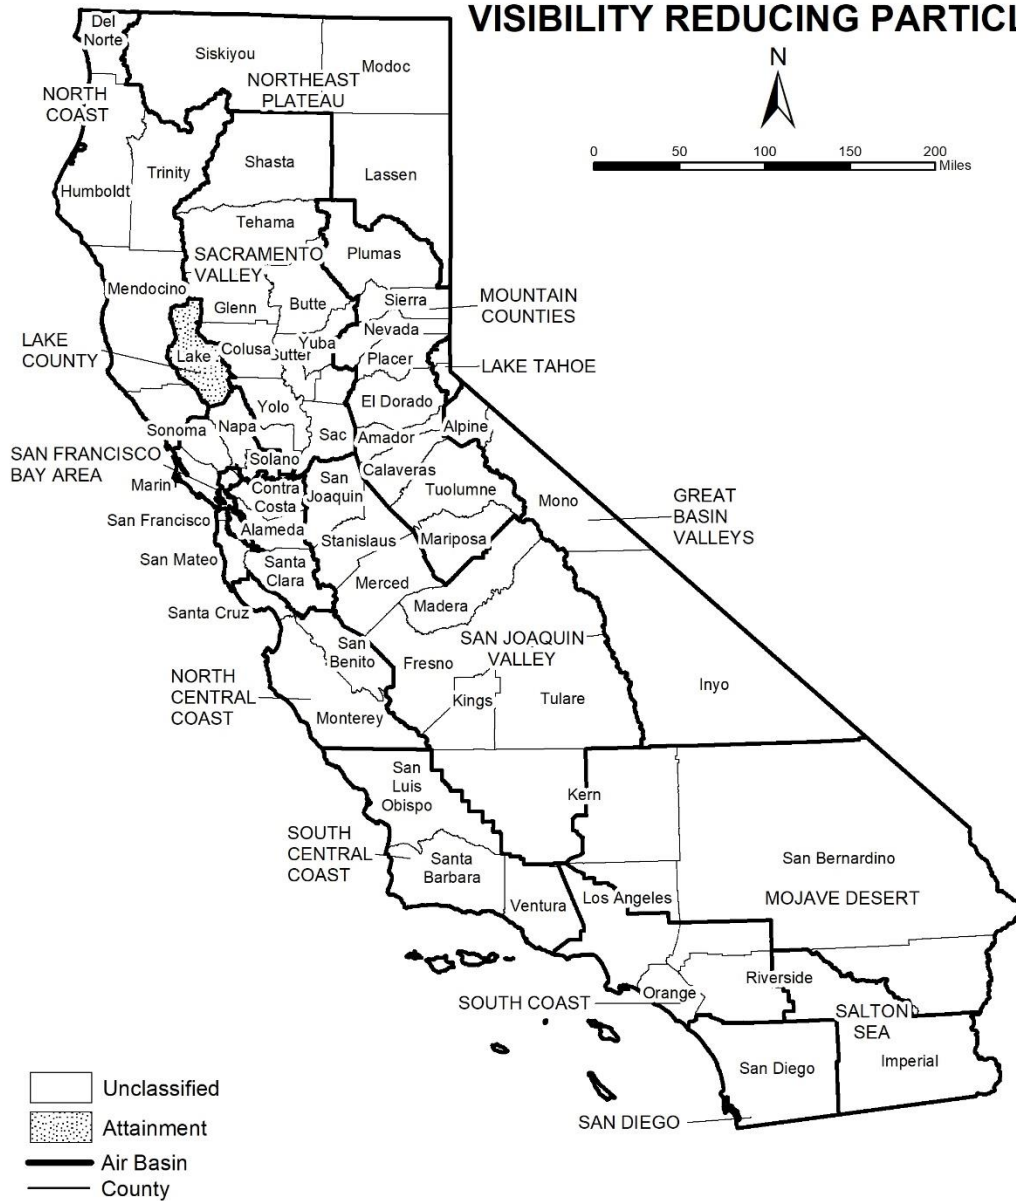 VISIBILITY REDUCING PARTICL
N
0 50 100 150 200
Miles
Del
Norte
Siskiyou
Modoc
NORTHEAST
PLATEAU
NORTH
COAST
Humboldt
Trinity
Shasta
Lassen
Tehama
SACRAMENTO
VALLEY
Plumas
Mendocino
Glenn
Butte
Sierra
MOUNTAIN
COUNTIES
Nevada
Yuba
LAKE
COUNTY
Lake
Colusa
Placer
LAKE TAHOE
El Dorado
Yolo
Sonoma
Napa
Sac
Amador
Alpine
SAN FRANCISCO
BAY AREA
Solano
Calaveras
Marin
Contra
Costa
San
Joaquin
Tuolumne
Mono
GREAT
BASIN
VALLEYS
San Francisco
Alameda
Stanislaus
Mariposa
San Mateo
Santa
Clara
Merced
Santa Cruz
Madera
San
Benito
Fresno
SAN JOAQUIN
VALLEY
NORTH
CENTRAL
COAST
Monterey
Kings
Tulare
Inyo
San
Luis
Obispo
Kern
SOUTH
CENTRAL
COAST
Santa
Barbara
Ventura
Los Angeles
San Bernardino
MOJAVE DESERT
Orange
Riverside
SOUTH COAST
SALTON
SEA
San Diego
Imperial
SAN DIEGO
Unclassified
Attainment
Air Basin
County